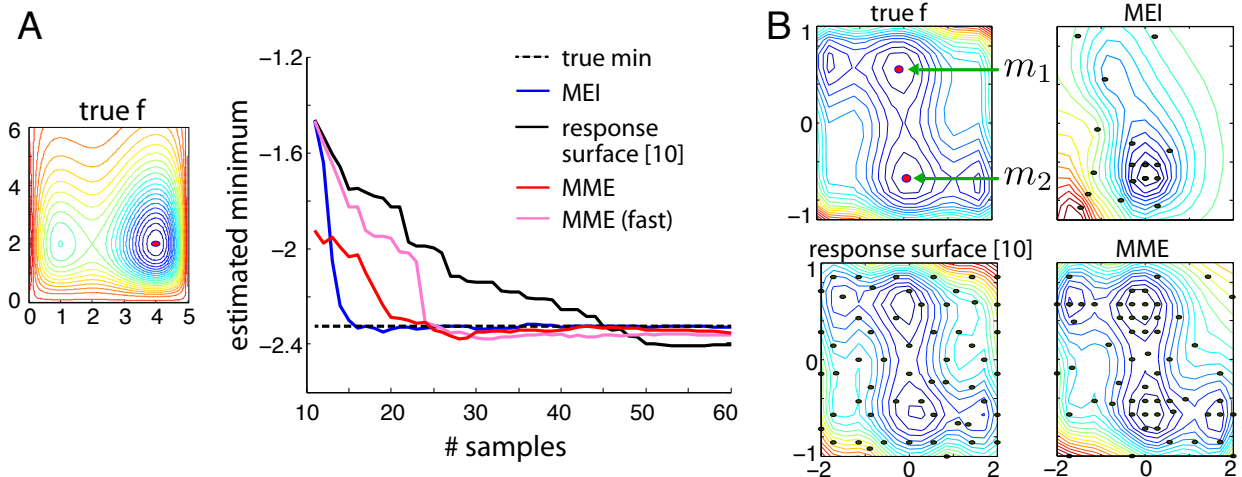 A
true f
6
4
2
0
0 1 2 3 4 5
estimated minimum
−1.2
−1.6
−2
−2.4
10 20 30 40 50 60
# samples
true min
MEI
response
surface [10]
MME
MME (fast)
B
true f
MEI
1
0
−1
m₁
m₂
response surface [10]
MME
1
0
−1
−2 0 2
−2 0 2